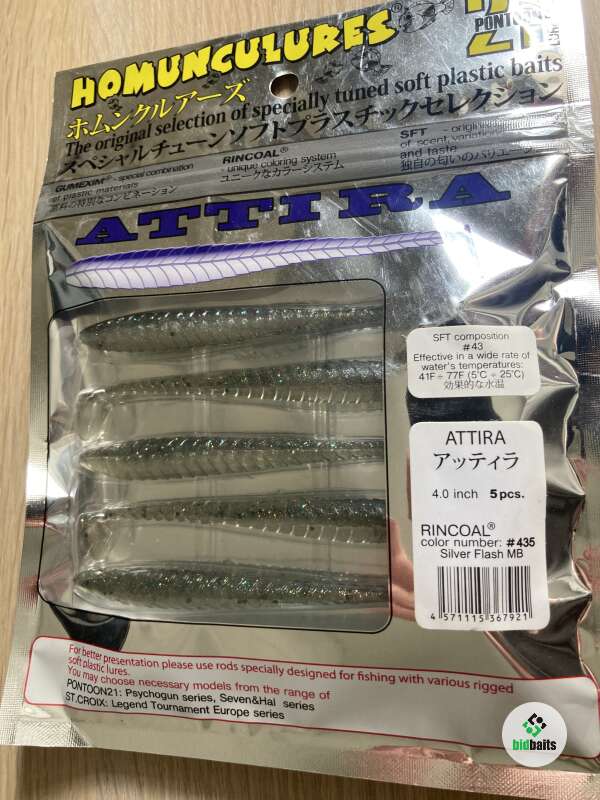 HOMUNCULURES
PONTOON
21
ホムンクルアーズ
The original selection of specially tuned soft plastic baits
スペシャルチューンソフトプラスチックセレクション
GUMEXIM® - special combination
of plastic materials
RINCOAL®
- unique coloring system
ユニークなカラーシステム
SFT - origin
of scent variation
and taste
独自の匂いのバリエー
ATTIRA
SFT composition
#43
Effective in a wide rate of
water's temperatures:
41F÷ 77F (5℃ ÷ 25℃)
効果的な水温
ATTIRA
アッティラ
4.0 inch 5pcs.
RINCOAL®
color number: #435
Silver Flash MB
4 571115 367921
For better presentation please use rods specially designed for fishing with various rigged
soft plastic lures.
You may choose necessary models from the range of
PONTOON21: Psychogun series, Seven&Hal series
ST.CROIX: Legend Tournament Europe series
bidbaits